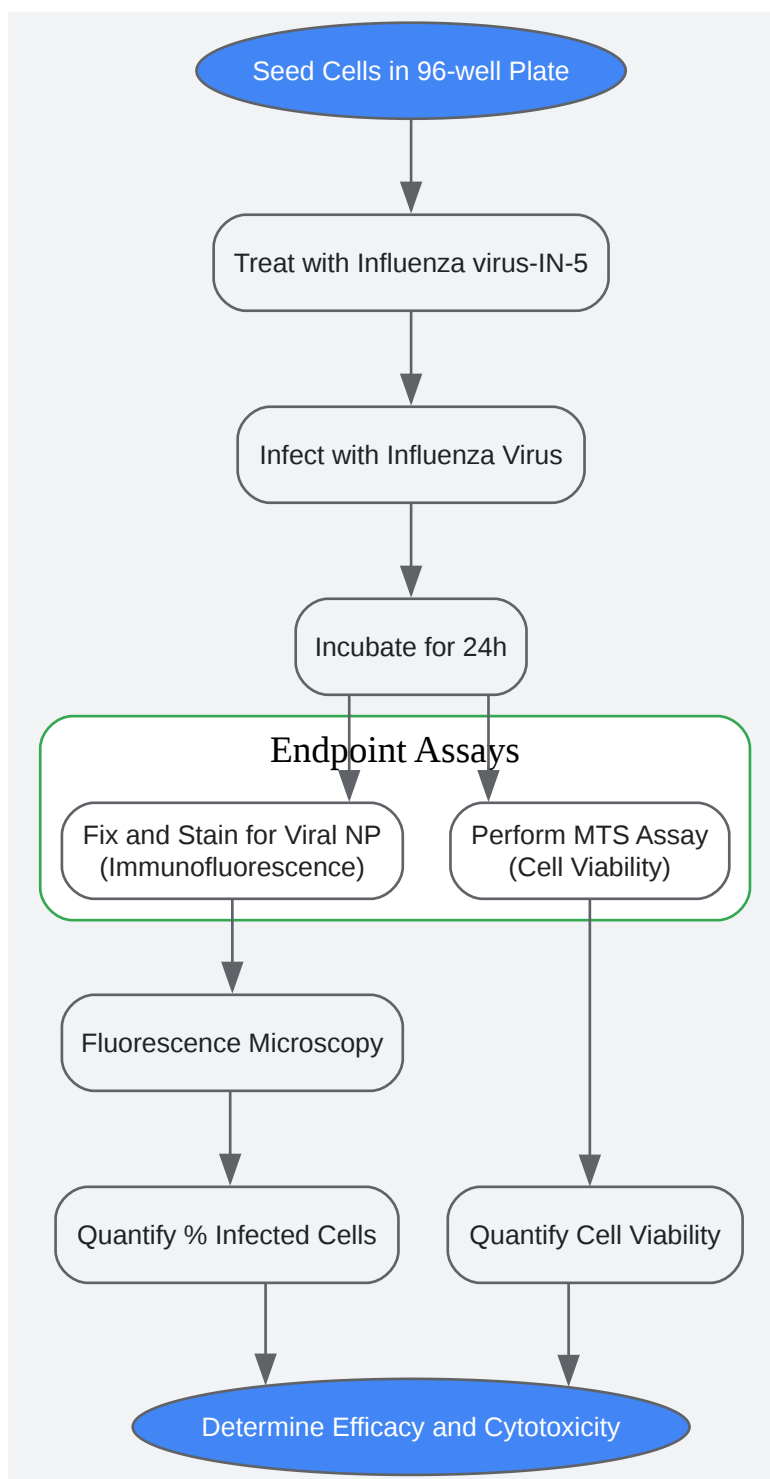 Seed Cells in 96-well Plate
Treat with Influenza virus-IN-5
Infect with Influenza Virus
Incubate for 24h
Endpoint Assays
Fix and Stain for Viral NP
(Immunofluorescence)
Perform MTS Assay
(Cell Viability)
Fluorescence Microscopy
Quantify % Infected Cells
Quantify Cell Viability
Determine Efficacy and Cytotoxicity